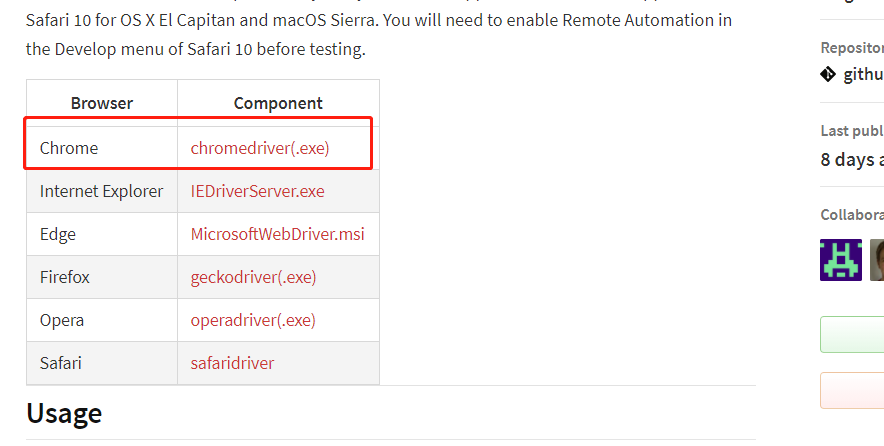 Safari 10 for OS X El Capitan and macOS Sierra. You will need to enable Remote Automation in
the Develop menu of Safari 10 before testing.
Browser Component
Chrome chromedriver(.exe)
Internet Explorer IEDriverServer.exe
Edge MicrosoftWebDriver.msi
Firefox geckodriver(.exe)
Opera operadriver(.exe)
Safari safaridriver
Usage
Repositor
githu
Last publ
8 days a
Collabora